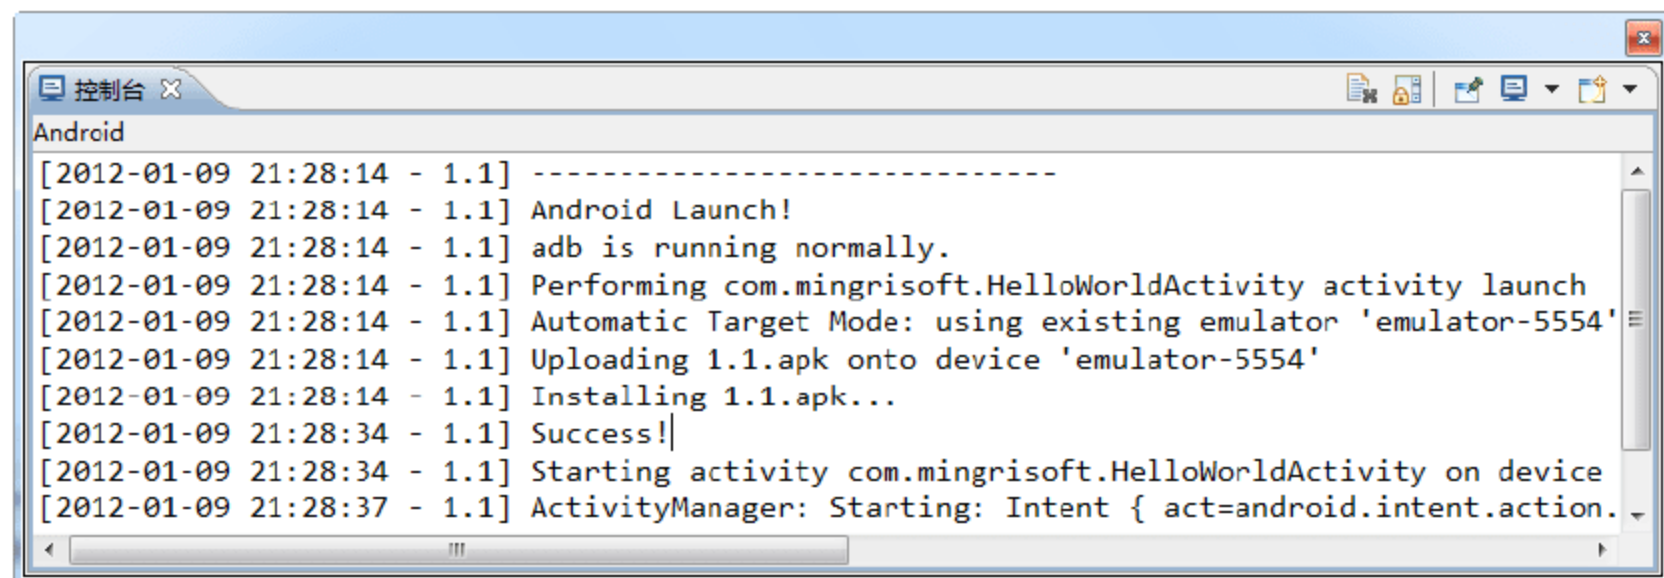 控制台
Android
[2012-01-09 21:28:14 - 1.1] ------------------------------
[2012-01-09 21:28:14 - 1.1] Android Launch!
[2012-01-09 21:28:14 - 1.1] adb is running normally.
[2012-01-09 21:28:14 - 1.1] Performing com.mingrisoft.HelloWorldActivity activity launch
[2012-01-09 21:28:14 - 1.1] Automatic Target Mode: using existing emulator 'emulator-5554'
[2012-01-09 21:28:14 - 1.1] Uploading 1.1.apk onto device 'emulator-5554'
[2012-01-09 21:28:14 - 1.1] Installing 1.1.apk...
[2012-01-09 21:28:34 - 1.1] Success!
[2012-01-09 21:28:34 - 1.1] Starting activity com.mingrisoft.HelloWorldActivity on device
[2012-01-09 21:28:37 - 1.1] ActivityManager: Starting: Intent { act=android.intent.action.